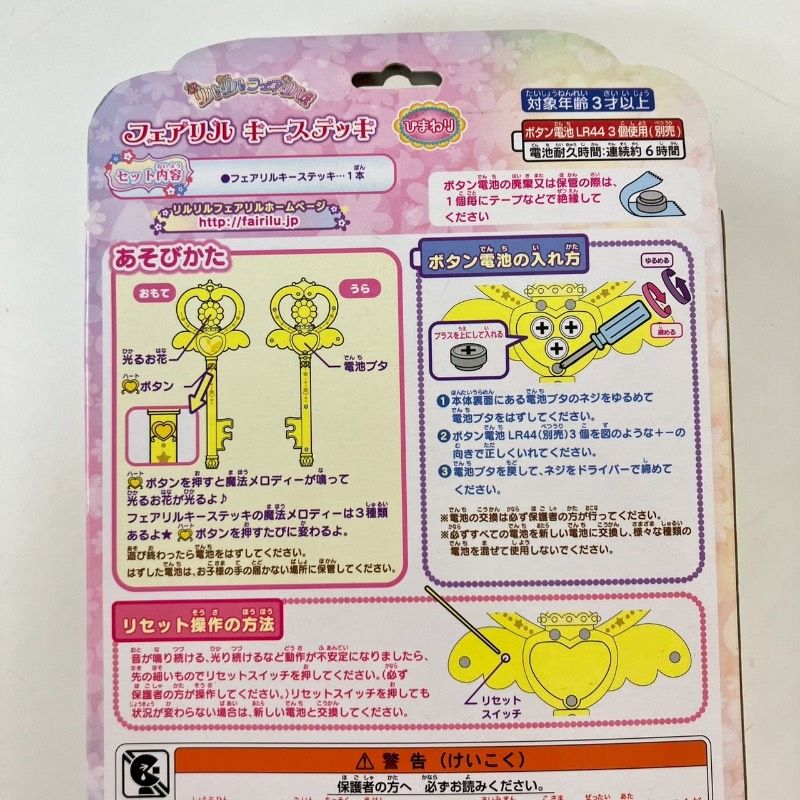 リルリルフェアリル
フェアリル キーステッキ
ひまわり
対象年齢3才以上
ボタン電池 LR44 3個使用(別売)
電池耐久時間:連続約6時間
セット内容
●フェアリルキーステッキ…1本
リルリルフェアリルホームページ
http://fairilu.jp
ボタン電池の廃棄又は保管の際は、
1個毎にテープなどで絶縁して
ください
あそびかた
おもて
うら
光るお花
電池ブタ
ボタン
ボタンを押すと魔法メロディーが鳴って
光るお花が光るよ♪
フェアリルキーステッキの魔法メロディーは3種類
あるよ★ ボタンを押すたびに変わるよ。
遊び終わったら電池をはずしてください。
はずした電池は、お子様の手の届かない場所に保管してください。
ボタン電池の入れ方
ゆるめる
締める
プラスを上にして入れる
①本体裏面にある電池ブタのネジをゆるめて
電池ブタをはずしてください。
②ボタン電池 LR44(別売)3個を図のような+-の
向きで正しくいれてください。
③電池ブタを戻して、ネジをドライバーで締めて
ください。
※電池の交換は必ず保護者の方が行ってください。
※必ずすべての電池を新しい電池に交換し、様々な種類の
電池を混ぜて使用しないでください。
リセット操作の方法
音が鳴り続ける、光り続けるなど動作が不安定になりましたら、
先の細いものでリセットスイッチを押してください。(必ず
保護者の方が操作してください。)リセットスイッチを押しても
状況が変わらない場合は、新しい電池と交換してください。
リセット
スイッチ
⚠ 警告(けいこく)
保護者の方へ 必ずお読みください。